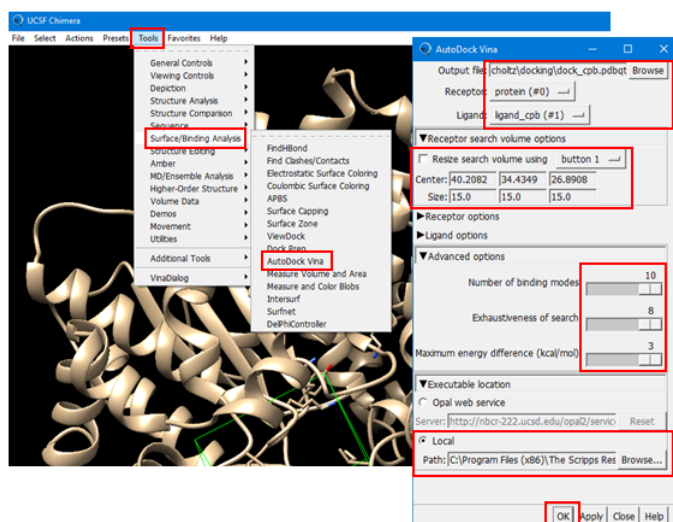 UCSF Chimera
File Select Actions Presets Tools Favorites Help
General Controls
Viewing Controls
Depiction
Structure Analysis
Structure Comparison
Sequence
Surface/Binding Analysis
Structure Editing
Amber
MD/Ensemble Analysis
Higher-Order Structure
Volume Data
Demos
Movement
Utilities
Additional Tools
VinaDialog
FindHBond
Find Clashes/Contacts
Electrostatic Surface Coloring
Coulombic Surface Coloring
APBS
Surface Capping
Surface Zone
ViewDock
Dock Prep
AutoDock Vina
Measure Volume and Area
Measure and Color Blobs
Intersurf
Surfnet
DelPhiController
AutoDock Vina
Output file: choltz\docking\dock_cpb.pdbqt Browse
Receptor: protein (#0)
Ligand: ligand_cpb (#1)
Receptor search volume options
Resize search volume using button 1
Center: 40.2082 34.4349 26.8908
Size: 15.0 15.0 15.0
Receptor options
Ligand options
Advanced options
10
Number of binding modes
8
Exhaustiveness of search
3
Maximum energy difference (kcal/mol)
Executable location
Opal web service
Server: http://nbcr-222.ucsd.edu/opal2/servic Reset
Local
Path: C:\Program Files (x86)\The Scripps Res Browse...
OK Apply Close Help